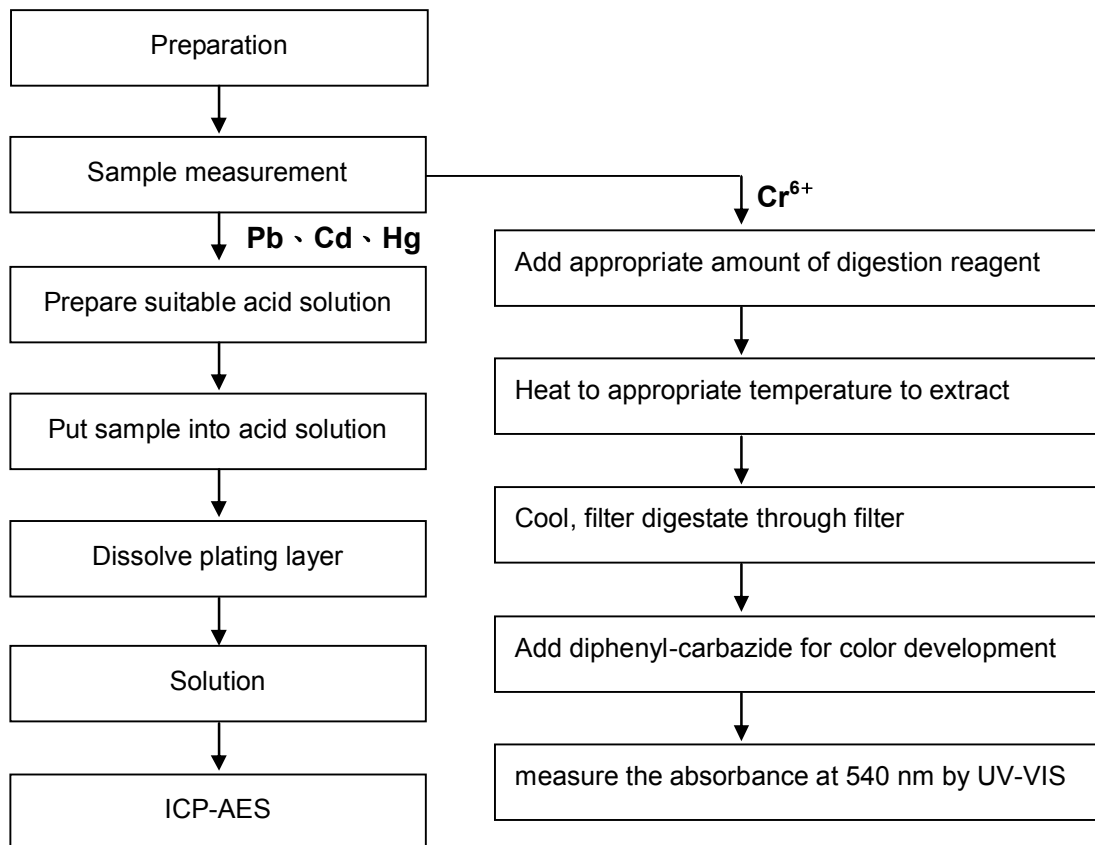 Preparation
Sample measurement
Cr⁶⁺
Pb、Cd、Hg
Add appropriate amount of digestion reagent
Prepare suitable acid solution
Heat to appropriate temperature to extract
Put sample into acid solution
Cool, filter digestate through filter
Dissolve plating layer
Add diphenyl-carbazide for color development
Solution
measure the absorbance at 540 nm by UV-VIS
ICP-AES